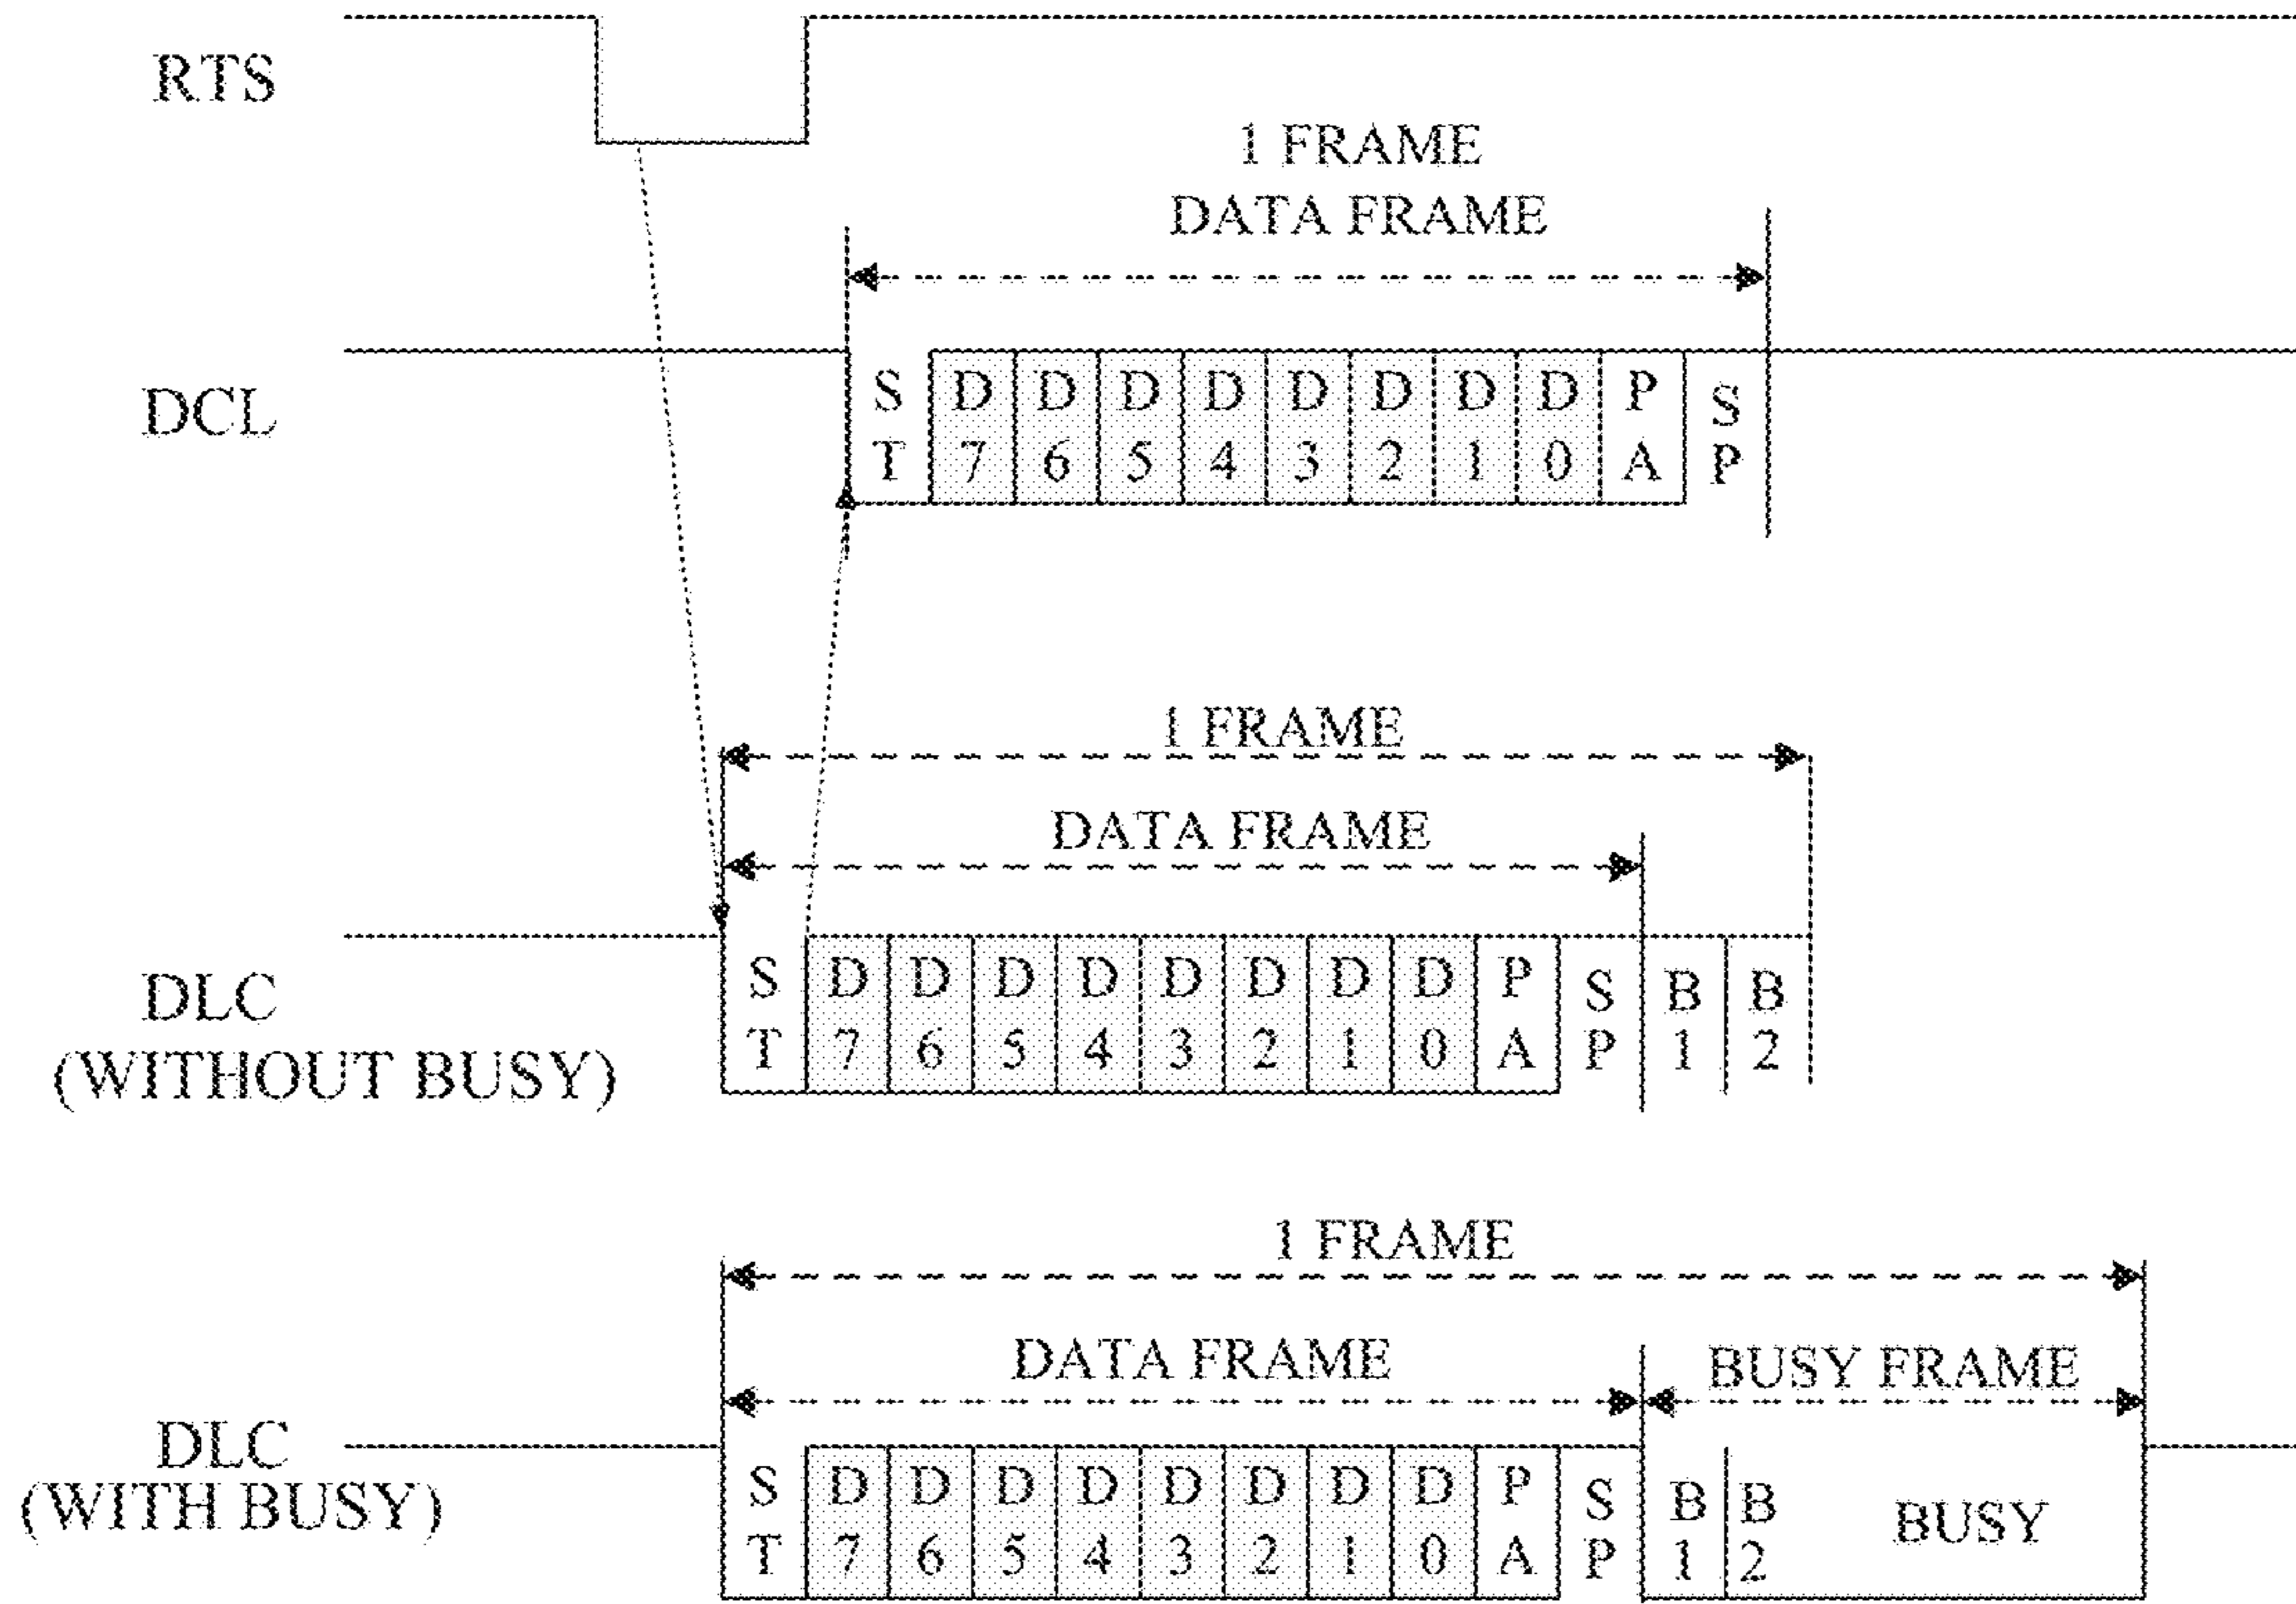 RTS
1 FRAME
DATA FRAME
DCL
S D D D D D D D D P S
T 7 6 5 4 3 2 1 0 A P
1 FRAME
DATA FRAME
DLC
(WITHOUT BUSY)
S D D D D D D D D P S B B
T 7 6 5 4 3 2 1 0 A P 1 2
1 FRAME
DATA FRAME BUSY FRAME
DLC
(WITH BUSY)
S D D D D D D D D P S B B BUSY
T 7 6 5 4 3 2 1 0 A P 1 2